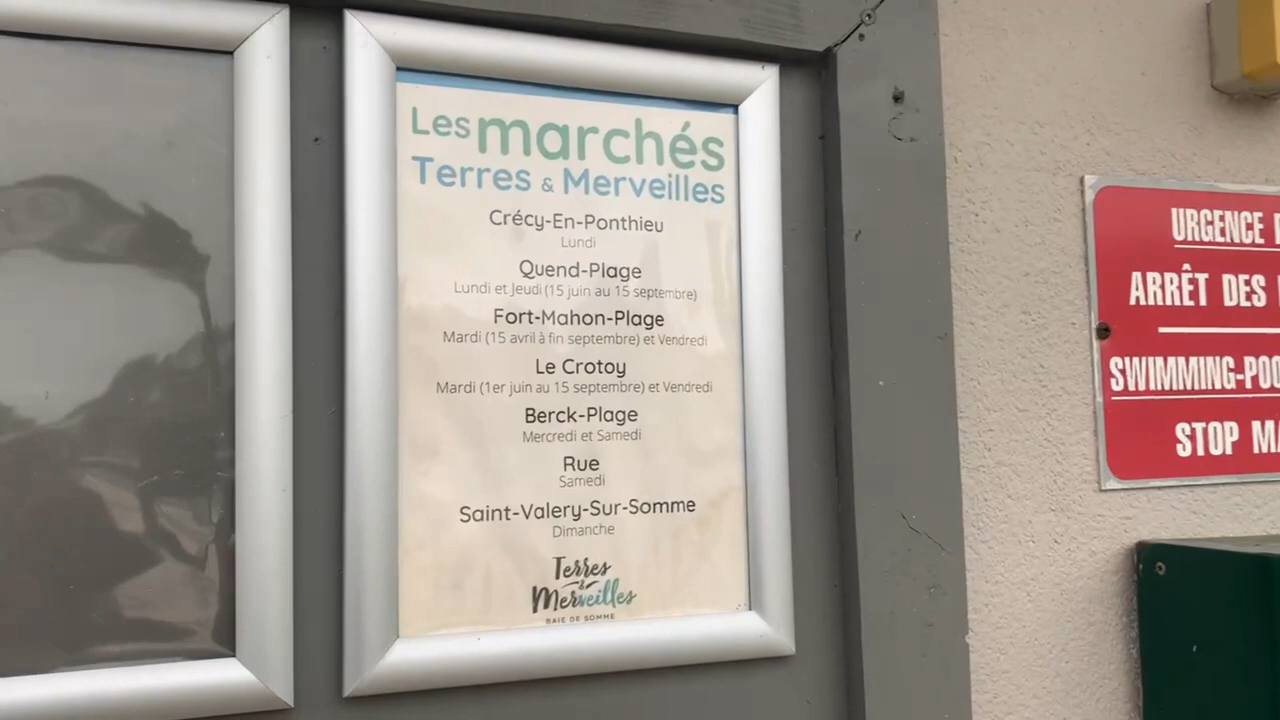 Les marchés
Terres & Merveilles
Crécy-En-Ponthieu
Lundi
Quend-Plage
Lundi et Jeudi (15 juin au 15 septembre)
Fort-Mahon-Plage
Mardi (15 avril à fin septembre) et Vendredi
Le Crotoy
Mardi (1er juin au 15 septembre) et Vendredi
Berck-Plage
Mercredi et Samedi
Rue
Samedi
Saint-Valery-Sur-Somme
Dimanche
Terres
&
Merveilles
BAIE DE SOMME
URGENCE
ARRÊT DES
SWIMMING-POO
STOP MA